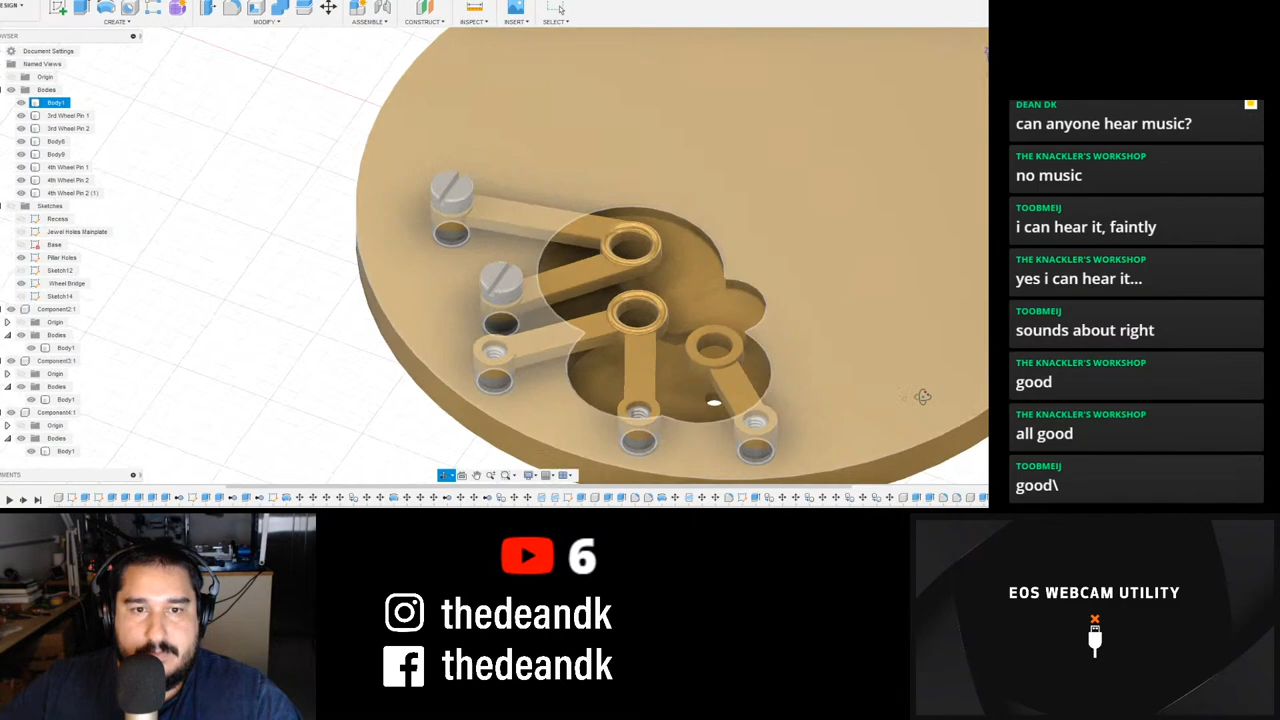 ESIGN
CREATE
MODIFY
ASSEMBLE
CONSTRUCT
INSPECT
INSERT
SELECT
OWSER
Document Settings
Named Views
Origin
Bodies
Body1
3rd Wheel Pin 1
3rd Wheel Pin 2
Body8
Body9
4th Wheel Pin 1
4th Wheel Pin 2
4th Wheel Pin 2 (1)
Sketches
Recess
Jewel Holes Mainplate
Base
Pillar Holes
Sketch12
Wheel Bridge
Sketch14
Component2:1
Origin
Bodies
Body1
Component3:1
Origin
Bodies
Body1
Component4:1
Origin
Bodies
Body1
MMENTS
DEAN DK
can anyone hear music?
THE KNACKLER'S WORKSHOP
no music
TOOBMEIJ
i can hear it, faintly
THE KNACKLER'S WORKSHOP
yes i can hear it...
TOOBMEIJ
sounds about right
THE KNACKLER'S WORKSHOP
good
THE KNACKLER'S WORKSHOP
all good
TOOBMEIJ
good\
6
thedeandk
thedeandk
EOS WEBCAM UTILITY